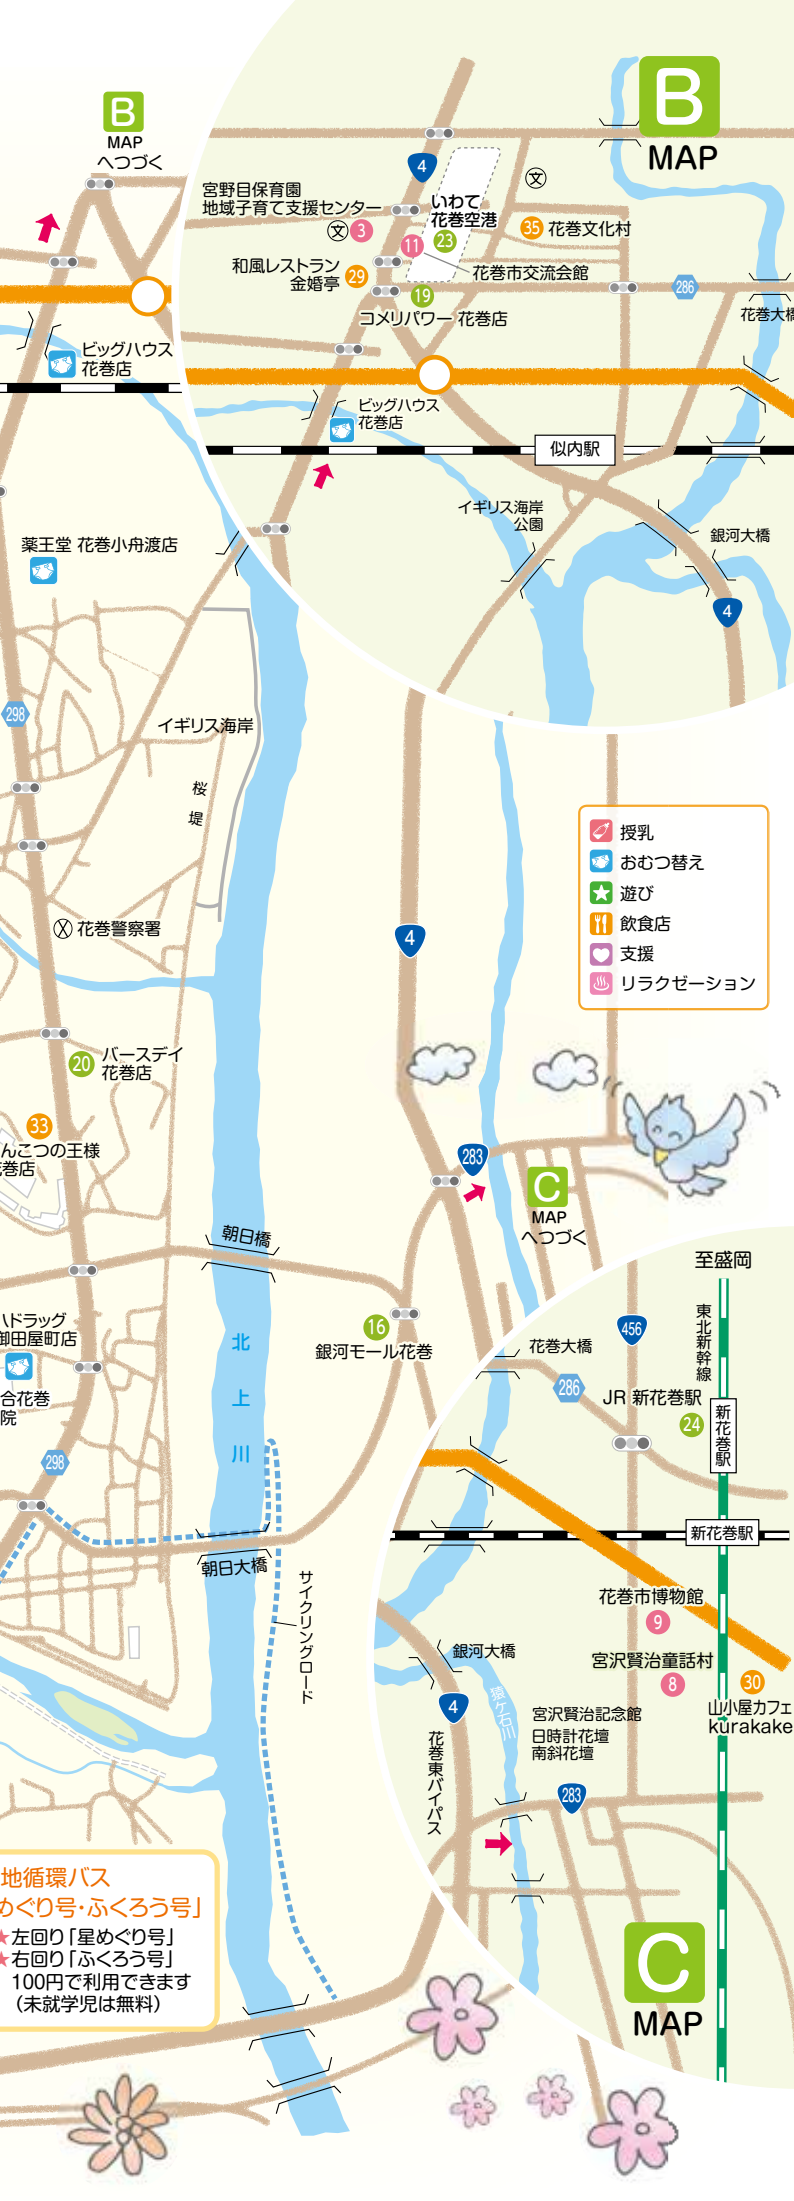 B
MAP
へつづく
B
MAP
4
宮野目保育園
地域子育て支援センター
文
3
いわて
花巻空港
23
文
35
花巻文化村
11
花巻市交流会館
和風レストラン
金婚亭
29
19
コメリパワー 花巻店
286
花巻大橋
ビッグハウス
花巻店
ビッグハウス
花巻店
似内駅
イギリス海岸
公園
銀河大橋
4
薬王堂 花巻小舟渡店
298
イギリス海岸
桜堤
授乳
おむつ替え
遊び
飲食店
支援
リラクゼーション
花巻警察署
4
20
バースデイ
花巻店
33
んこつの王様
花巻店
283
C
MAP
へつづく
朝日橋
北上川
16
銀河モール花巻
ハドラッグ
御田屋町店
合花巻
院
298
朝日大橋
サイクリングロード
至盛岡
東北新幹線
456
花巻大橋
286
JR 新花巻駅
24
新花巻駅
新花巻駅
花巻市博物館
9
宮沢賢治童話村
8
30
山小屋カフェ
kurakake
銀河大橋
4
猿ケ石川
花巻東バイパス
宮沢賢治記念館
日時計花壇
南斜花壇
283
C
MAP
地循環バス
めぐり号・ふくろう号」
★左回り「星めぐり号」
★右回り「ふくろう号」
100円で利用できます
（未就学児は無料）